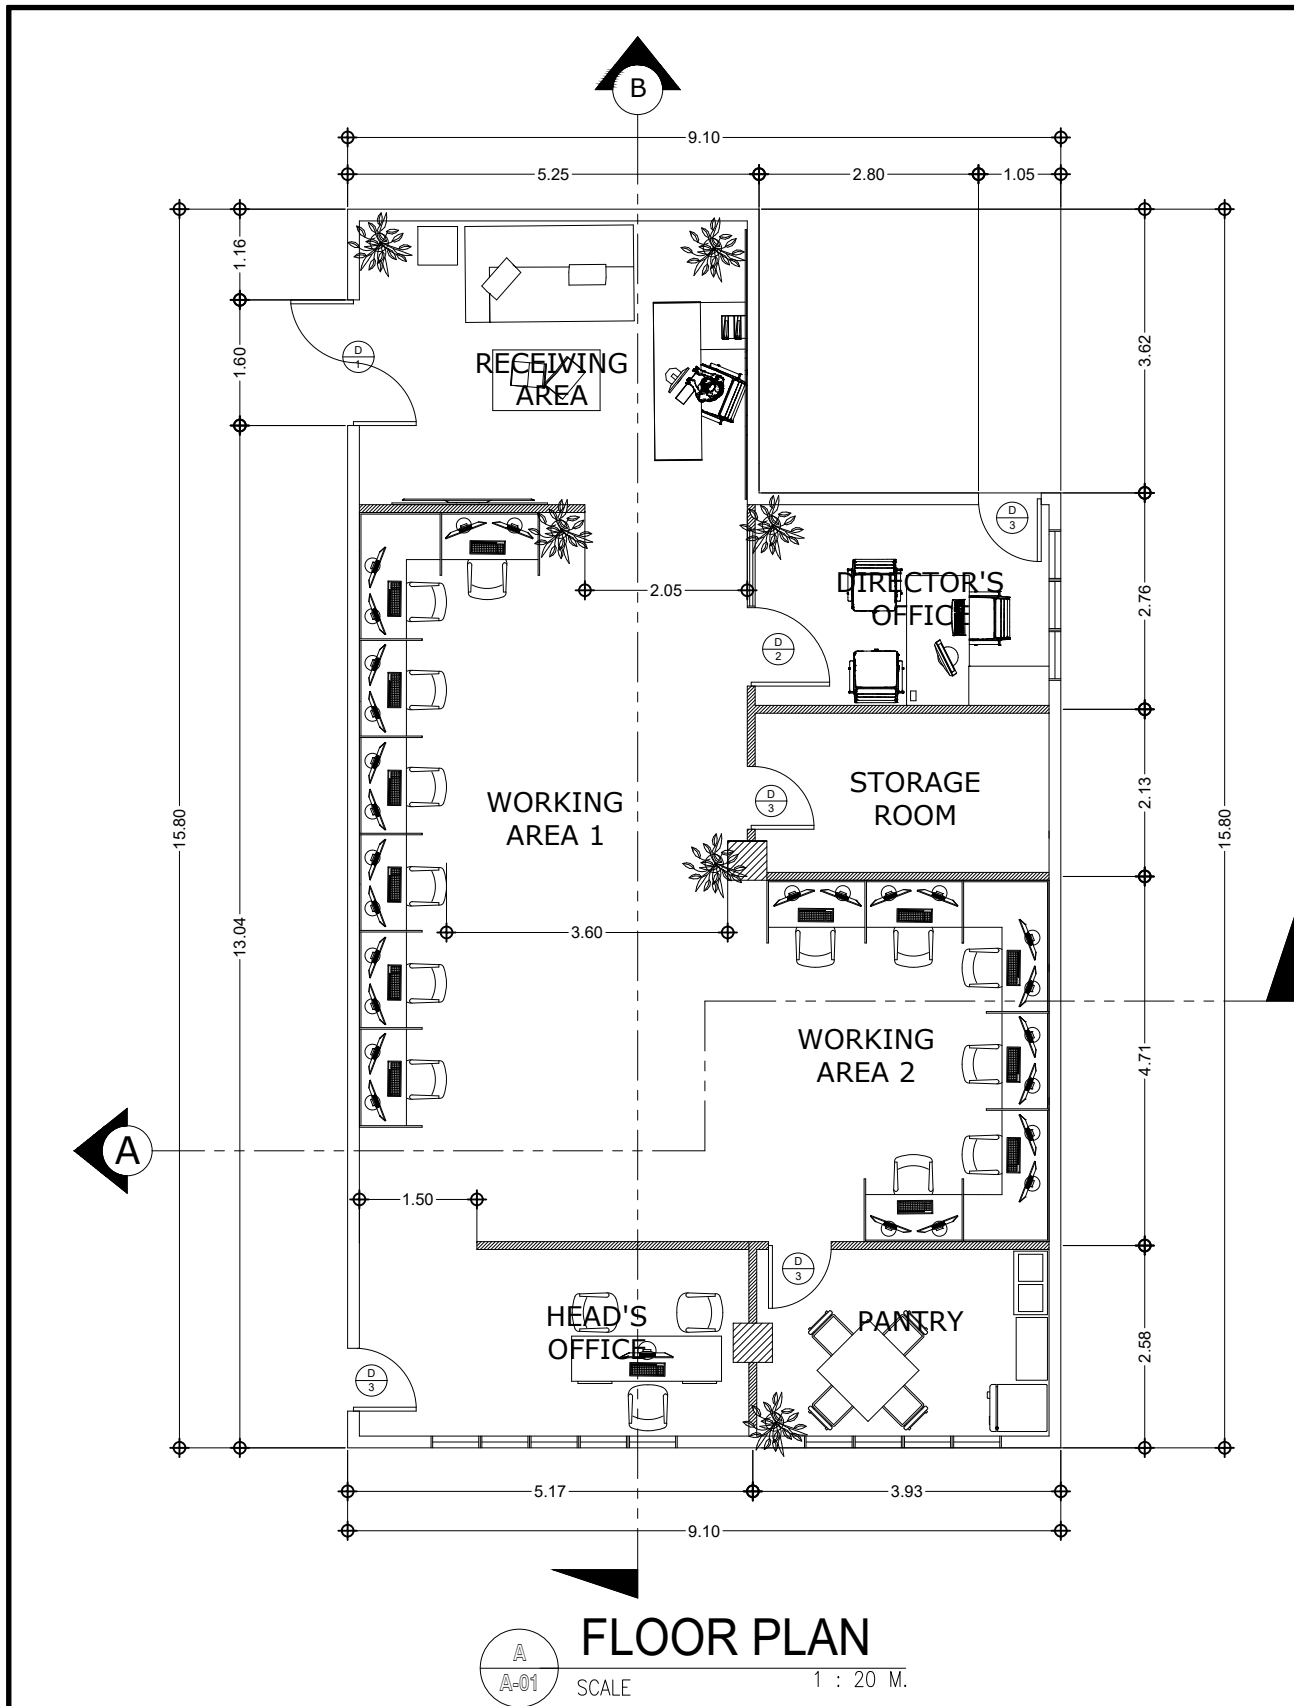 B
9.10
5.25
2.80
1.05
1.16
1.60
13.04
15.80
3.62
2.76
2.13
4.71
2.58
15.80
D
1
RECEIVING
AREA
D
3
2.05
DIRECTOR'S
OFFICE
D
2
WORKING
AREA 1
STORAGE
ROOM
D
3
3.60
WORKING
AREA 2
A
1.50
D
3
HEAD'S
OFFICE
PANTRY
D
3
5.17
3.93
9.10
FLOOR PLAN
A
A-01
SCALE
1 : 20 M.